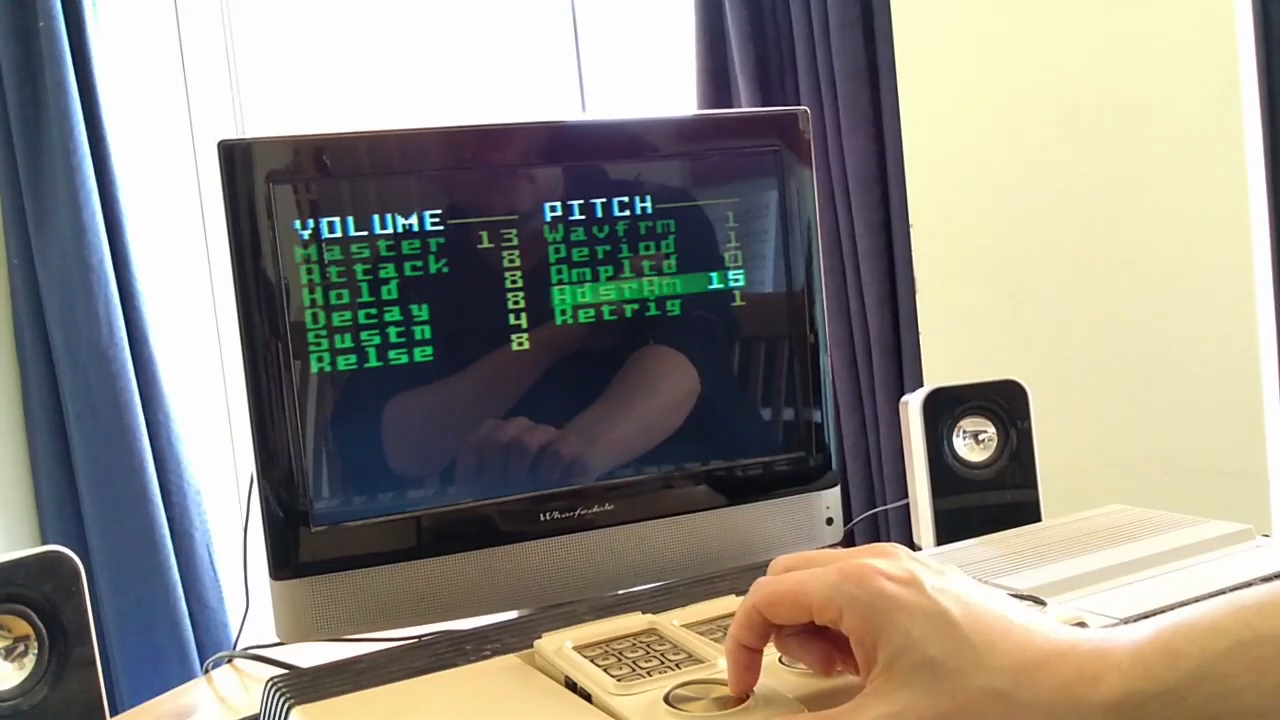 VOLUME
Master 13
Attack 8
Hold 8
Decay 8
Sustn 4
Relse 8
PITCH
Wavfrm 1
Period 1
Ampltd 0
AdsrAm 15
Retrig 1
Wharfedale